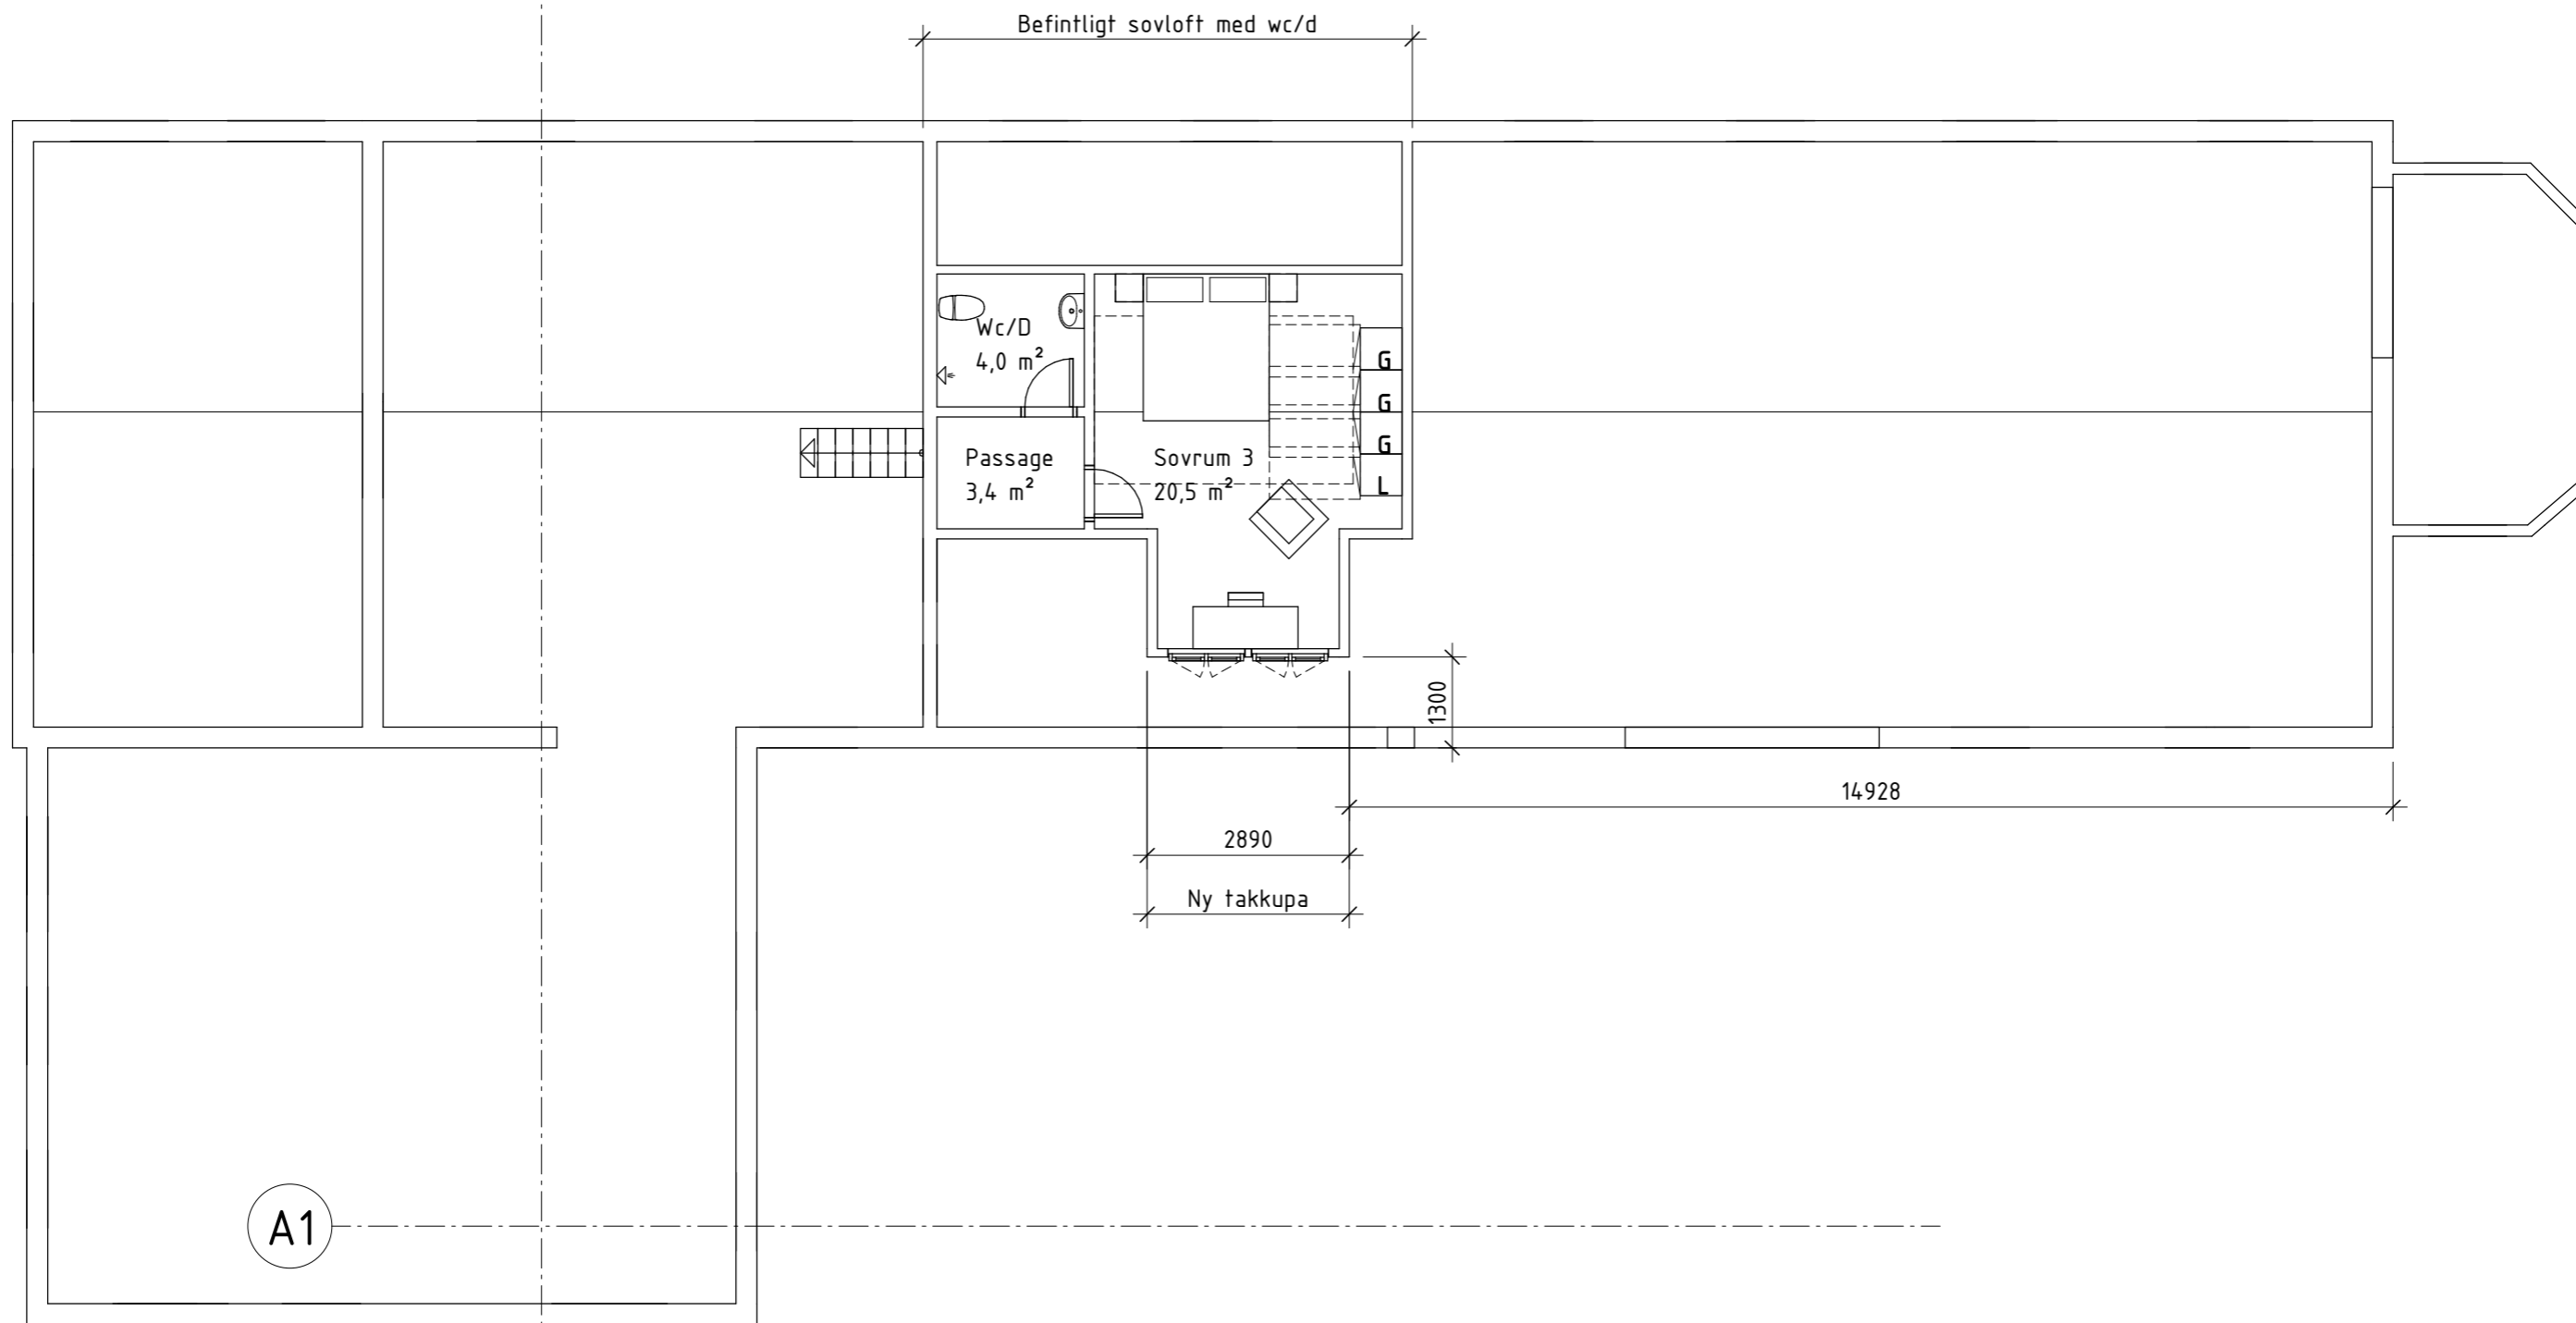 Befintligt sovloft med wc/d
Wc/D
4,0 m²
G
G
G
L
Passage
3,4 m²
Sovrum 3
20,5 m²
1300
14928
2890
Ny takkupa
A1